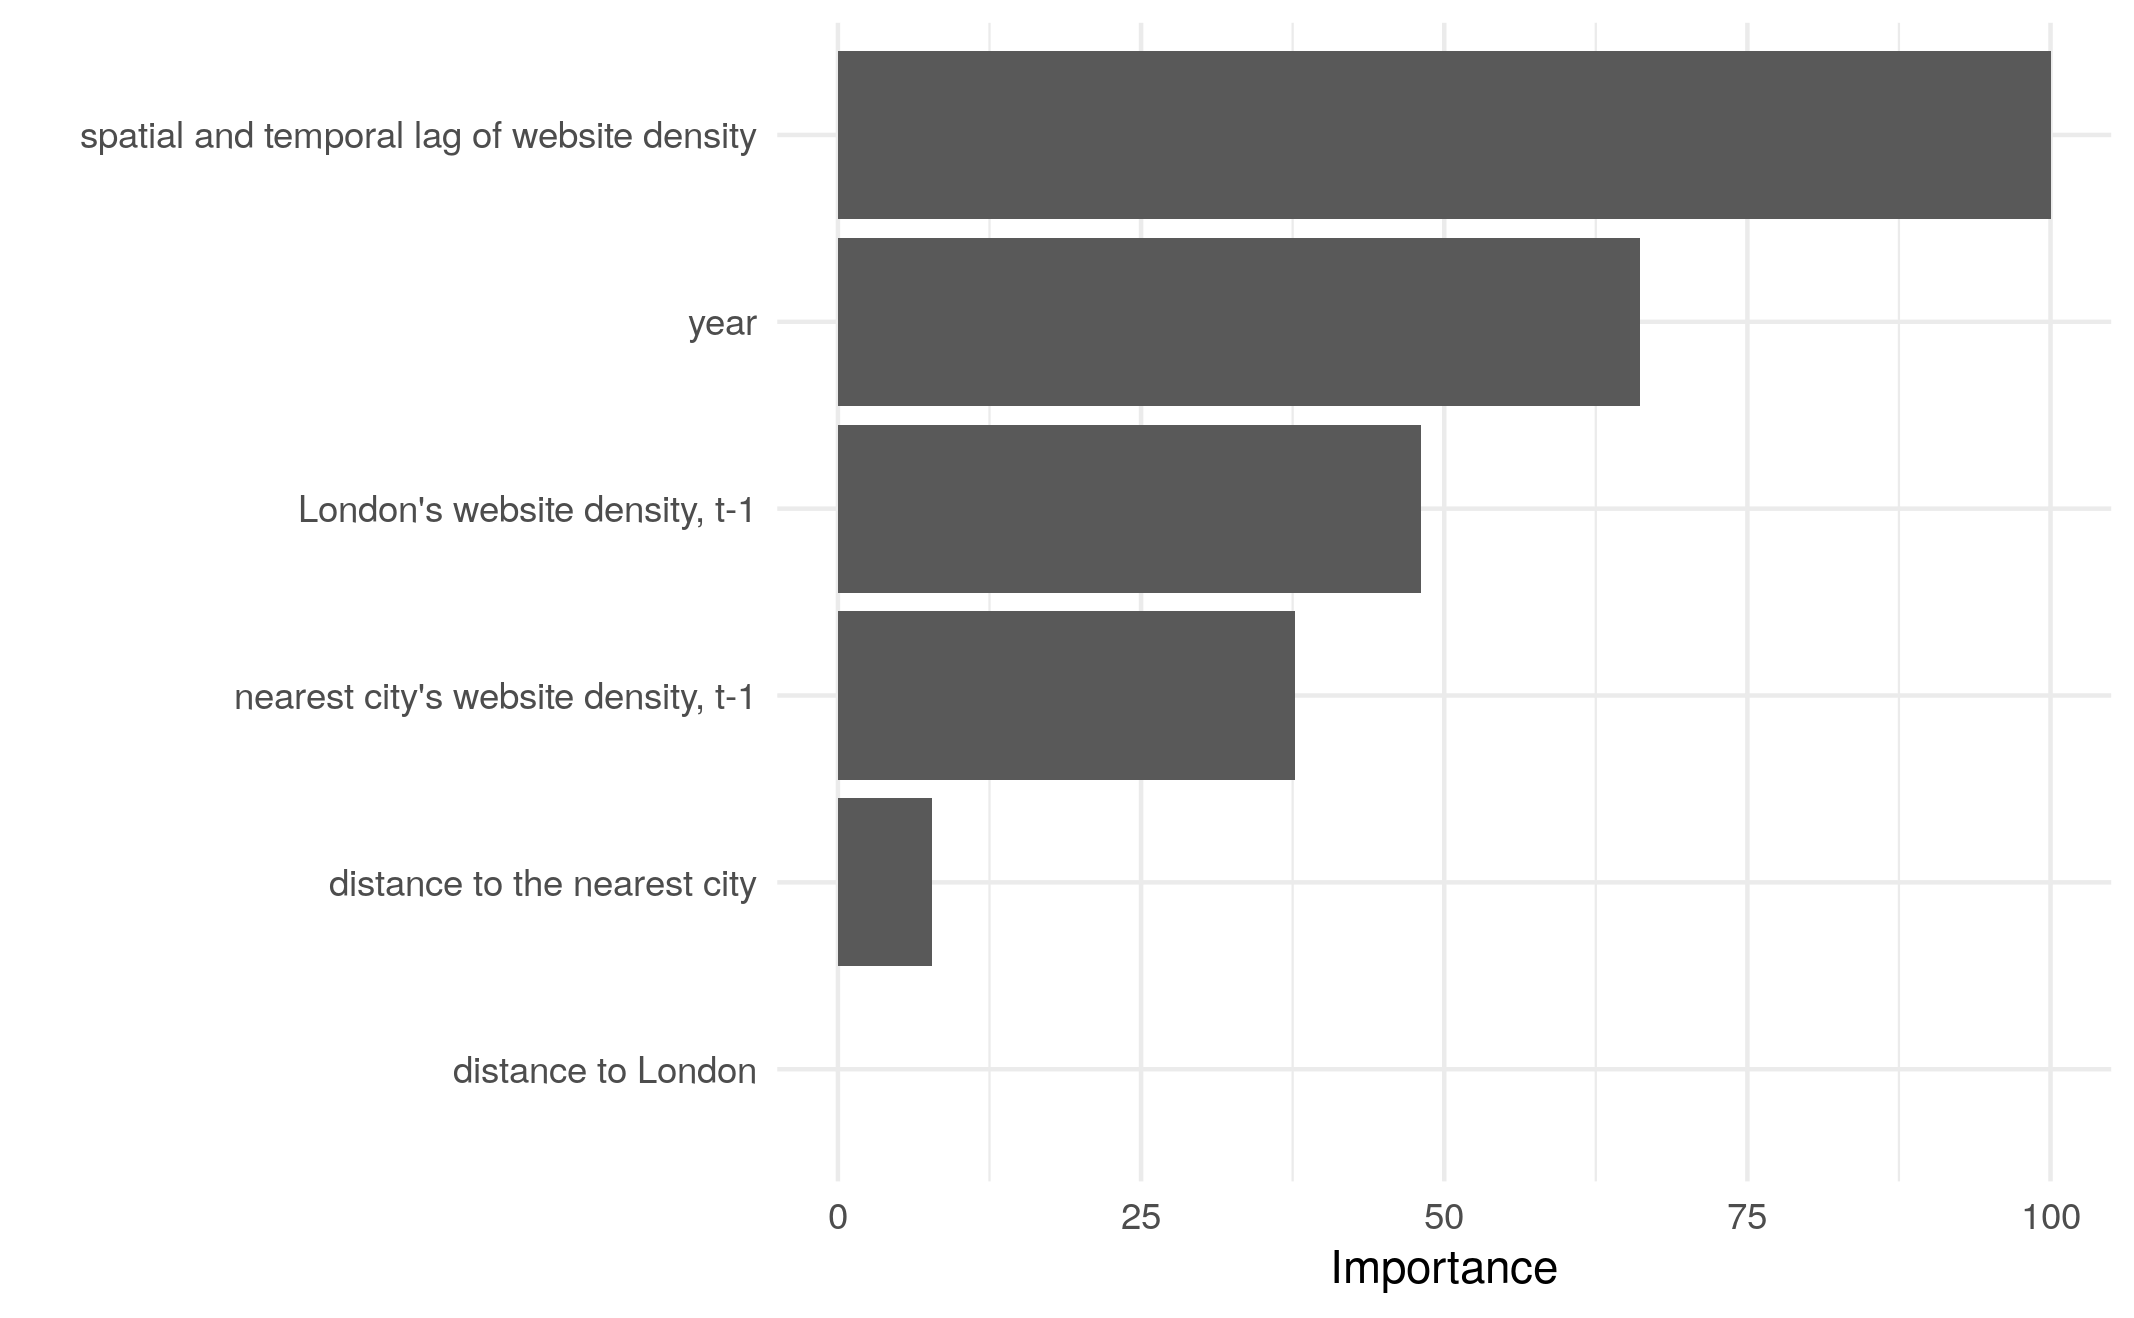 spatial and temporal lag of website density
year
London's website density, t-1
nearest city's website density, t-1
distance to the nearest city
distance to London
0 25 50 75 100
Importance